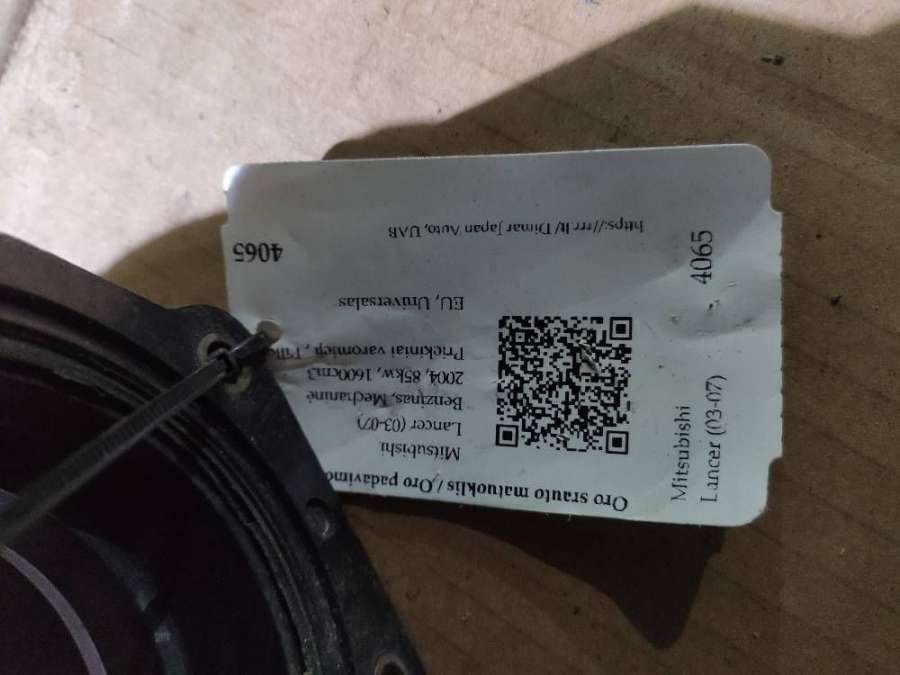 Oro srauto matuoklis / Oro padavimo
Mitsubishi
Lancer (03-07)
Benzinas, Mechaninė
2004, 85kw, 1600cm3
Priekiniai varomieji,
EU, Universalas
4065
https://rrr.lt/ Dimar Japan Auto, UAB
Mitsubishi
Lancer (03-07)
4065